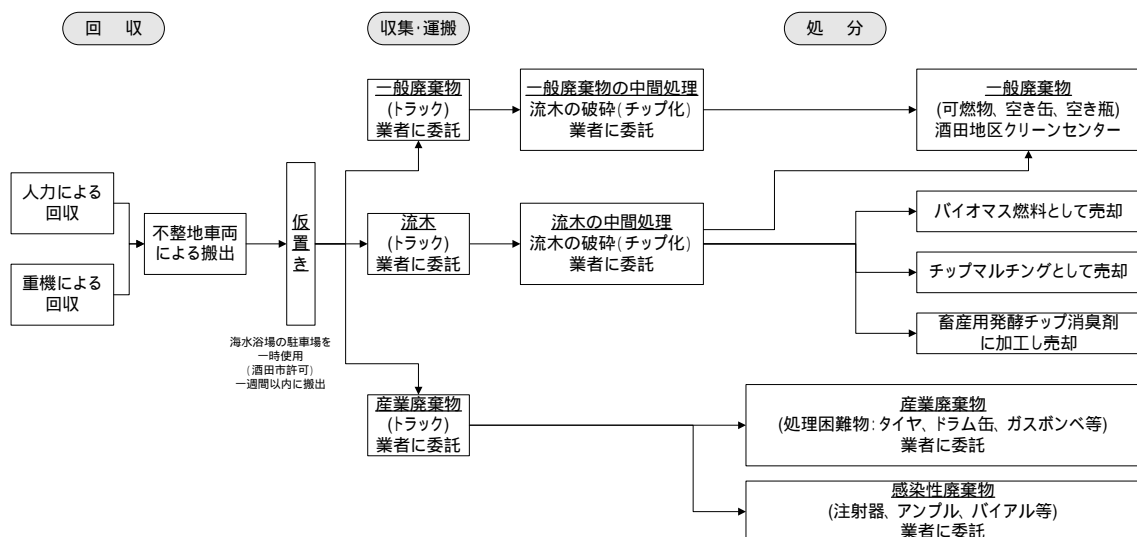 回　収
収集･運搬
処　分
人力による
回収
重機による
回収
不整地車両
による搬出
仮置き
海水浴場の駐車場を
一時使用
(酒田市許可)
一週間以内に搬出
一般廃棄物
(トラック)
業者に委託
流木
(トラック)
業者に委託
産業廃棄物
(トラック)
業者に委託
一般廃棄物の中間処理
流木の破砕(チップ化)
業者に委託
流木の中間処理
流木の破砕(チップ化)
業者に委託
一般廃棄物
(可燃物、空き缶、空き瓶)
酒田地区クリーンセンター
バイオマス燃料として売却
チップマルチングとして売却
畜産用発酵チップ消臭剤
に加工し売却
産業廃棄物
(処理困難物:タイヤ、ドラム缶、ガスボンベ等)
業者に委託
感染性廃棄物
(注射器、アンプル、バイアル等)
業者に委託